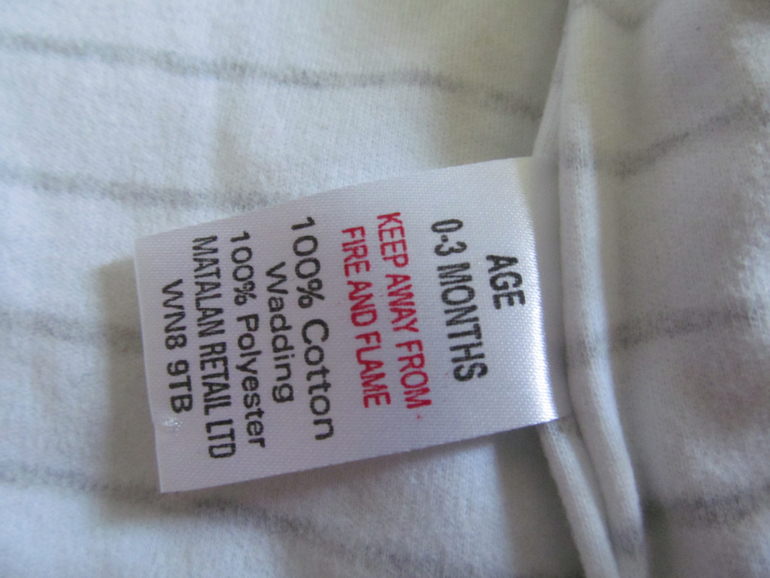 AGE
0-3 MONTHS
KEEP AWAY FROM
FIRE AND FLAME
100% Cotton
Wadding
100% Polyester
MATALAN RETAIL LTD
WN8 9TB